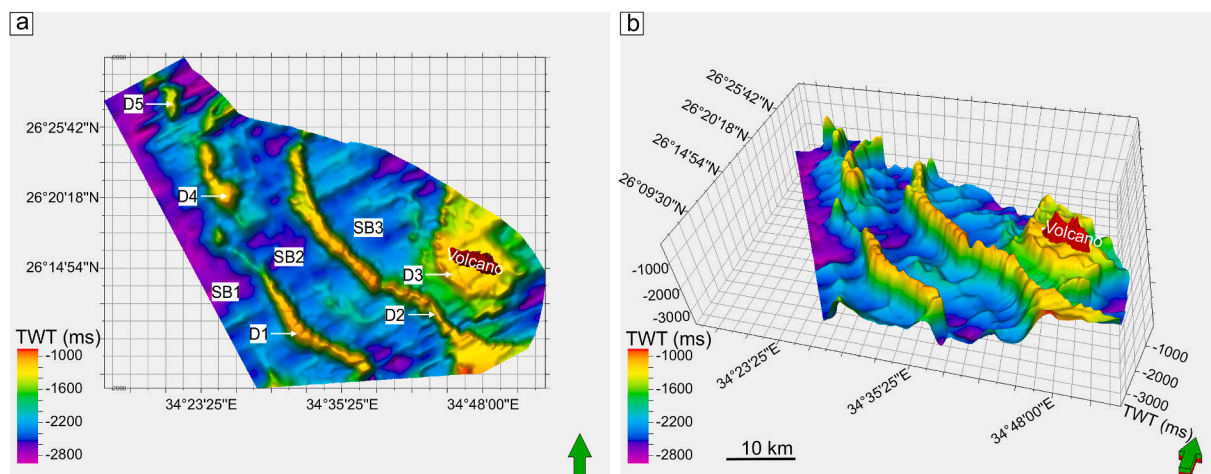 a
D5
26°25'42"N
D4
26°20'18"N
SB3
SB2
Volcano
26°14'54"N
D3
SB1
D2
D1
TWT (ms)
-1000
-1600
-2200
-2800
34°23'25"E
34°35'25"E
34°48'00"E
b
26°25'42"N
26°20'18"N
26°14'54"N
26°09'30"N
Volcano
-1000
-2000
-3000
TWT (ms)
-1000
-1600
-2200
-2800
34°23'25"E
34°35'25"E
34°48'00"E
-1000
-2000
-3000
TWT (ms)
10 km